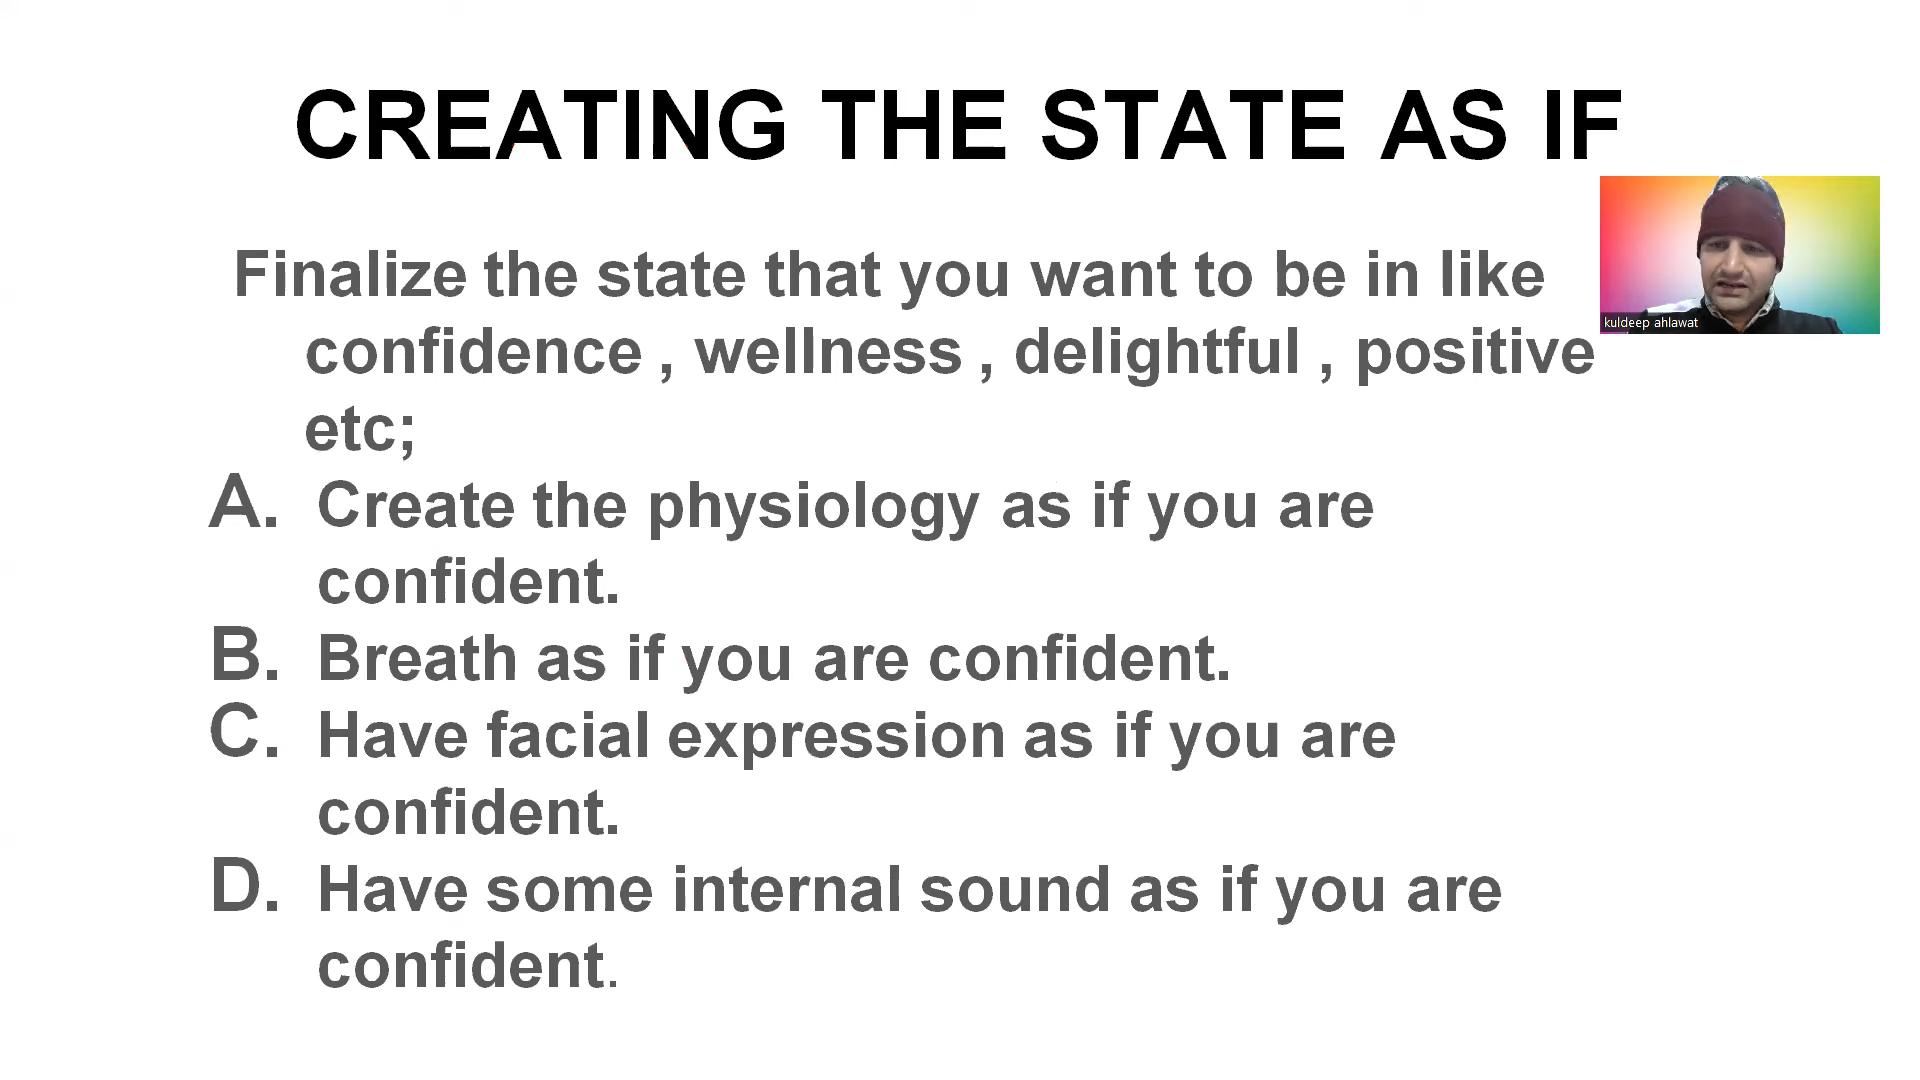 CREATING THE STATE AS IF
Finalize the state that you want to be in like
confidence , wellness , delightful , positive
etc;
A. Create the physiology as if you are
confident.
B. Breath as if you are confident.
C. Have facial expression as if you are
confident.
D. Have some internal sound as if you are
confident.
kuldeep ahlawat